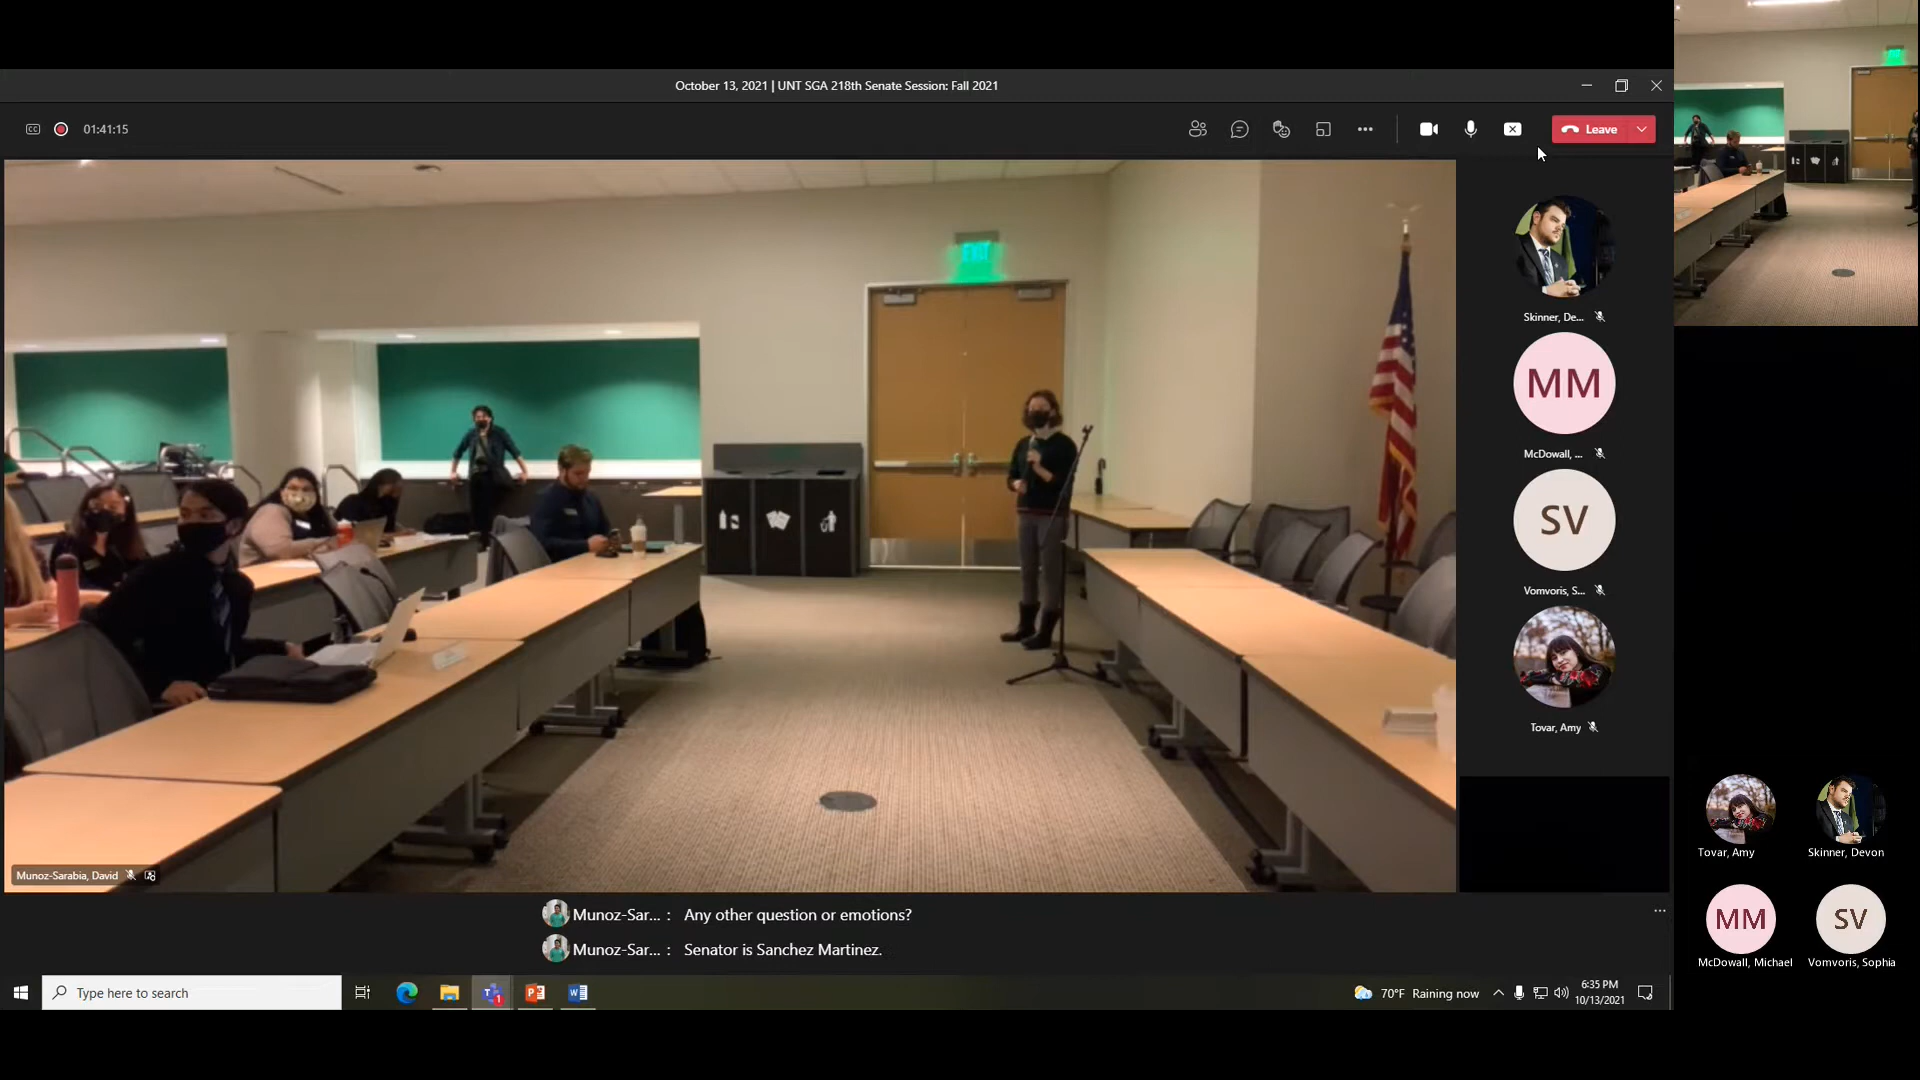 October 13, 2021 | UNT SGA 218th Senate Session: Fall 2021
CC
01:41:15
Leave
EXIT
Skinner, De...
MM
McDowall, ...
SV
Vomvoris, S...
Tovar, Amy
Munoz-Sarabia, David
Munoz-Sar... : Any other question or emotions?
Munoz-Sar... : Senator is Sanchez Martinez.
Tovar, Amy
Skinner, Devon
MM
SV
McDowall, Michael
Vomvoris, Sophia
Type here to search
1
70°F Raining now
6:35 PM
10/13/2021